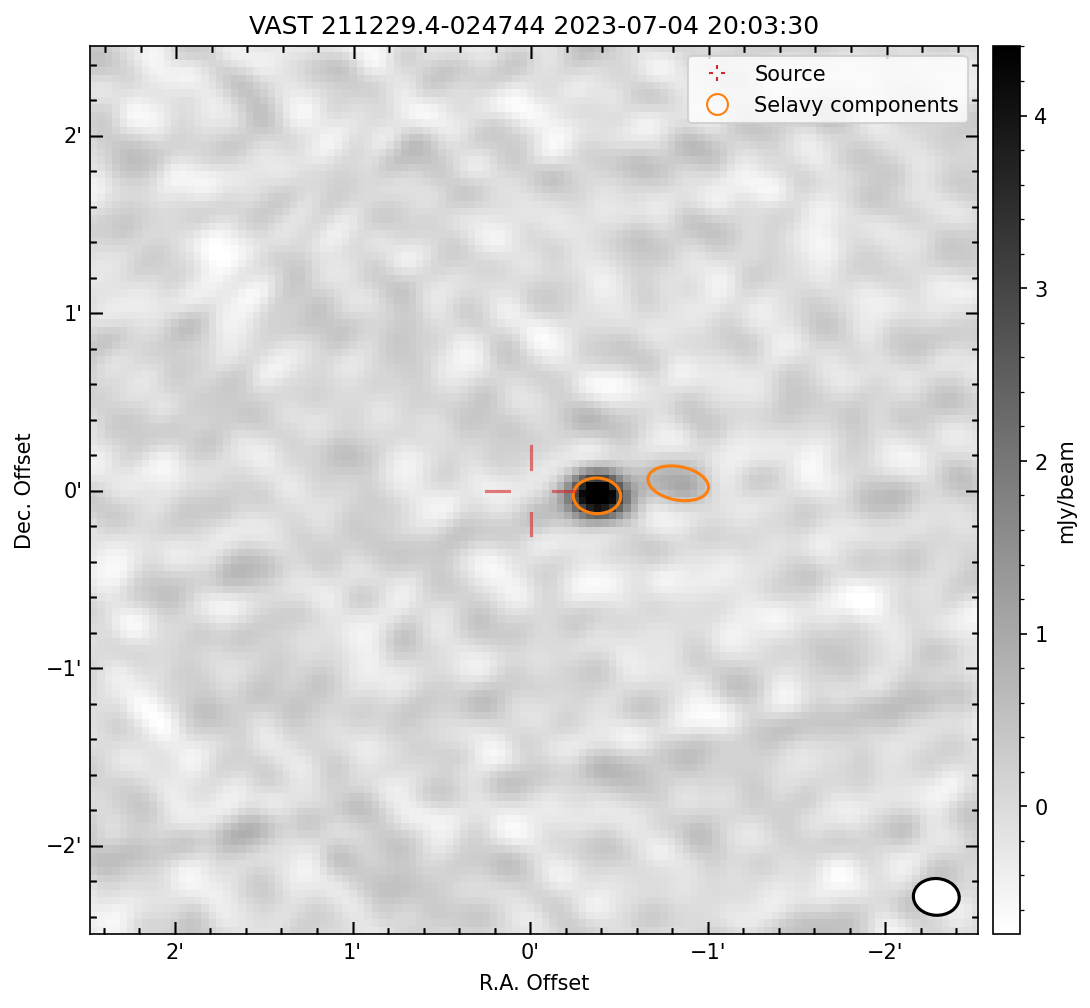 VAST 211229.4-024744 2023-07-04 20:03:30
Source
Selavy components
2'
1'
0'
−1'
−2'
Dec. Offset
2'
1'
0'
−1'
−2'
R.A. Offset
4
3
2
1
0
mJy/beam